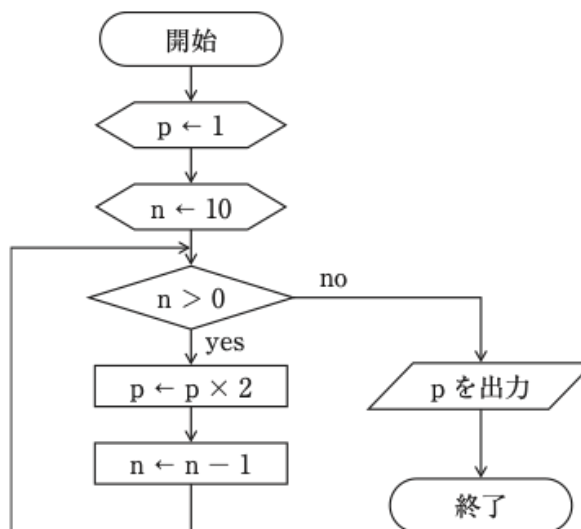 開始
p ← 1
n ← 10
n > 0
no
yes
p ← p × 2
p を出力
n ← n − 1
終了